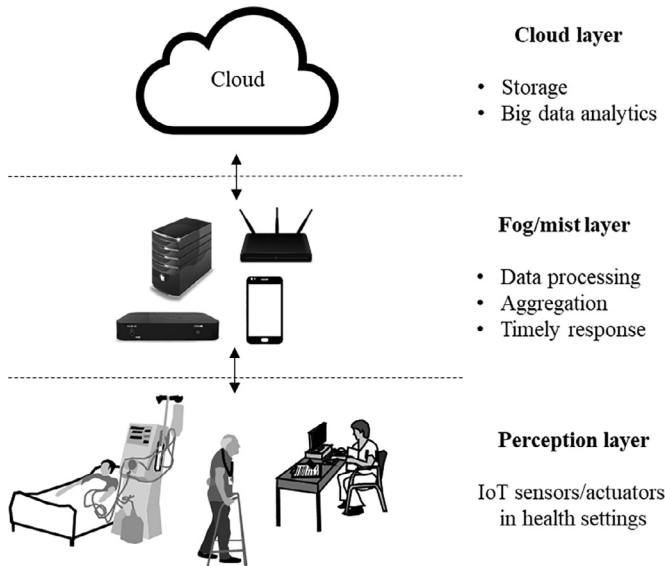 Cloud
Cloud layer
• Storage
• Big data analytics
Fog/mist layer
• Data processing
• Aggregation
• Timely response
Perception layer
IoT sensors/actuators
in health settings